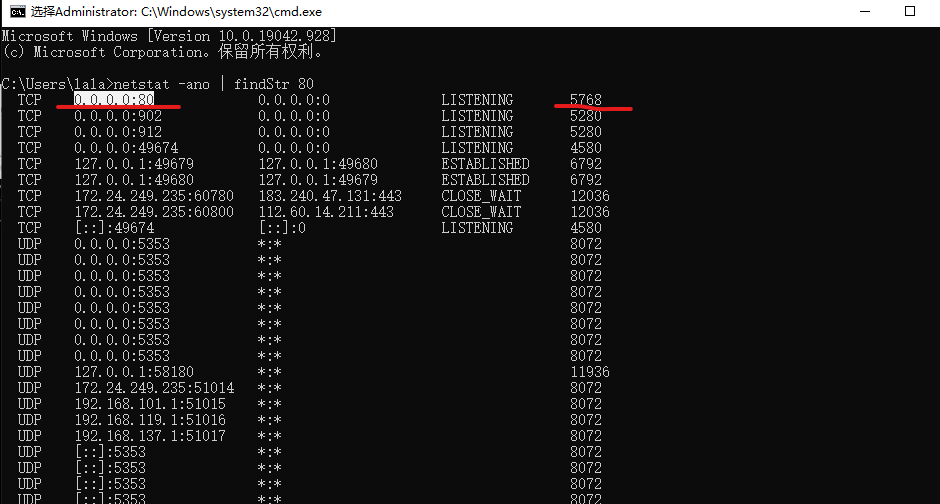 选择Administrator: C:\Windows\system32\cmd.exe
Microsoft Windows [Version 10.0.19042.928]
(c) Microsoft Corporation。保留所有权利。
C:\Users\lala>netstat -ano | findStr 80
TCP 0.0.0.0:80 0.0.0.0:0 LISTENING 5768
TCP 0.0.0.0:902 0.0.0.0:0 LISTENING 5280
TCP 0.0.0.0:912 0.0.0.0:0 LISTENING 5280
TCP 0.0.0.0:49674 0.0.0.0:0 LISTENING 4580
TCP 127.0.0.1:49679 127.0.0.1:49680 ESTABLISHED 6792
TCP 127.0.0.1:49680 127.0.0.1:49679 ESTABLISHED 6792
TCP 172.24.249.235:60780 183.240.47.131:443 CLOSE_WAIT 12036
TCP 172.24.249.235:60800 112.60.14.211:443 CLOSE_WAIT 12036
TCP [::]:49674 [::]:0 LISTENING 4580
UDP 0.0.0.0:5353 *:* 8072
UDP 0.0.0.0:5353 *:* 8072
UDP 0.0.0.0:5353 *:* 8072
UDP 0.0.0.0:5353 *:* 8072
UDP 0.0.0.0:5353 *:* 8072
UDP 0.0.0.0:5353 *:* 8072
UDP 0.0.0.0:5353 *:* 8072
UDP 0.0.0.0:5353 *:* 8072
UDP 127.0.0.1:58180 *:* 11936
UDP 172.24.249.235:51014 *:* 8072
UDP 192.168.101.1:51015 *:* 8072
UDP 192.168.119.1:51016 *:* 8072
UDP 192.168.137.1:51017 *:* 8072
UDP [::]:5353 *:* 8072
UDP [::]:5353 *:* 8072
UDP [::]:5353 *:* 8072
UDP [::]:5353 *:* 8072